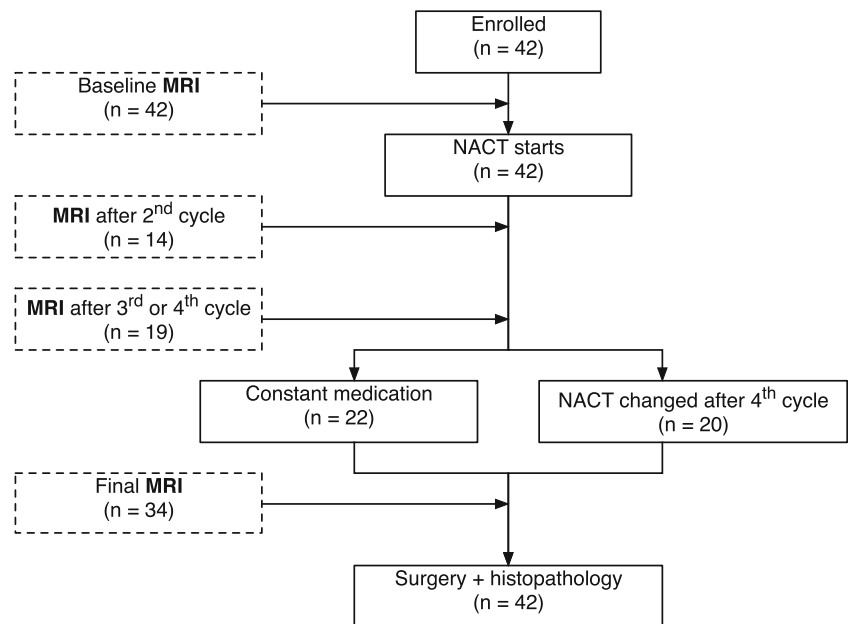 Enrolled
(n = 42)
Baseline MRI
(n = 42)
NACT starts
(n = 42)
MRI after 2nd cycle
(n = 14)
MRI after 3rd or 4th cycle
(n = 19)
Constant medication
(n = 22)
NACT changed after 4th cycle
(n = 20)
Final MRI
(n = 34)
Surgery + histopathology
(n = 42)